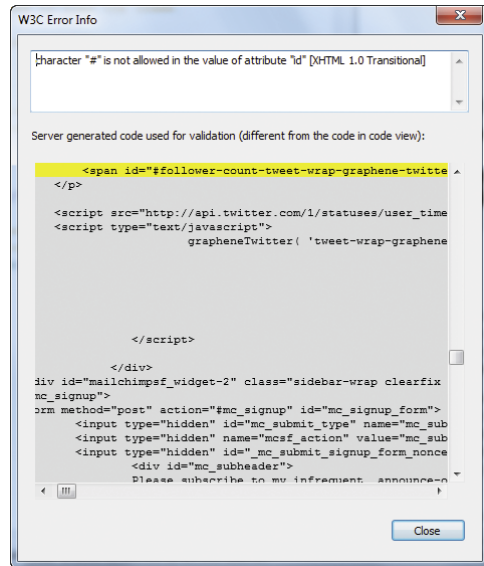 W3C Error Info
character "#" is not allowed in the value of attribute "id" [XHTML 1.0 Transitional]
Server generated code used for validation (different from the code in code view):
<span id="#follower-count-tweet-wrap-graphene-twitte
</p>
<script src="http://api.twitter.com/1/statuses/user_time
<script type="text/javascript">
grapheneTwitter( 'tweet-wrap-graphene
</script>
</div>
div id="mailchimpsf_widget-2" class="sidebar-wrap clearfix
mc_signup">
orm method="post" action="#mc_signup" id="mc_signup_form">
<input type="hidden" id="mc_submit_type" name="mc_sub
<input type="hidden" name="mcsf_action" value="mc_sub
<input type="hidden" id="_mc_submit_signup_form_nonce
<div id="mc_subheader">
Please subscribe to my infrequent, announce-o
Close